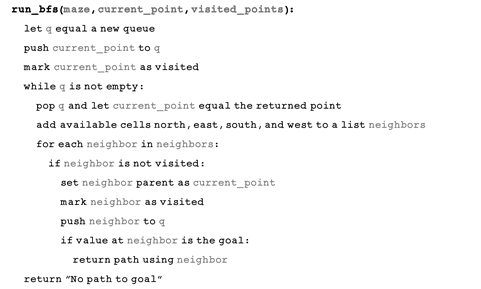 run_bfs(maze,current_point,visited_points):
let q equal a new queue
push current_point to q
mark current_point as visited
while q is not empty:
pop q and let current_point equal the returned point
add available cells north, east, south, and west to a list neighbors
for each neighbor in neighbors:
if neighbor is not visited:
set neighbor parent as current_point
mark neighbor as visited
push neighbor to q
if value at neighbor is the goal:
return path using neighbor
return “No path to goal“